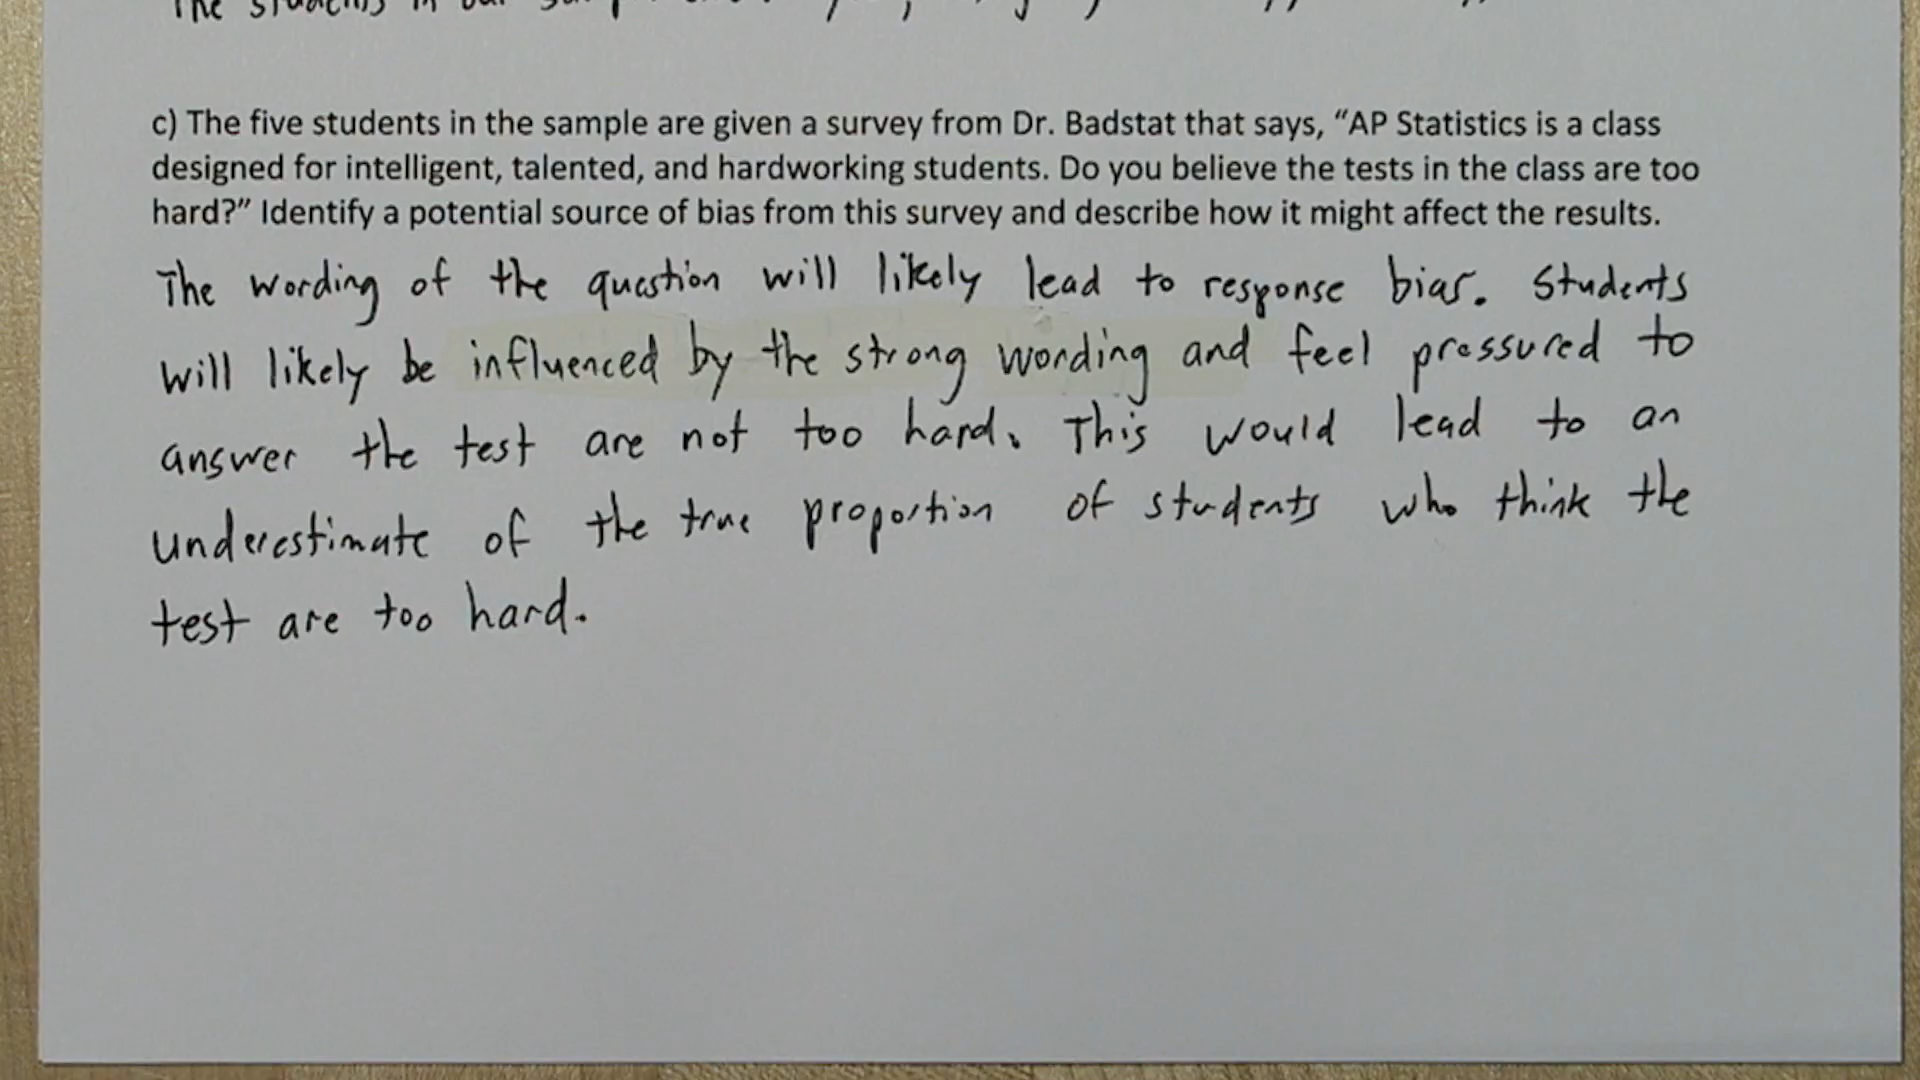 The students in our
c) The five students in the sample are given a survey from Dr. Badstat that says, “AP Statistics is a class
designed for intelligent, talented, and hardworking students. Do you believe the tests in the class are too
hard?” Identify a potential source of bias from this survey and describe how it might affect the results.
The wording of the question will likely lead to response bias. Students
will likely be influenced by the strong wording and feel pressured to
answer the test are not too hard. This would lead to an
underestimate of the true proportion of students who think the
test are too hard.